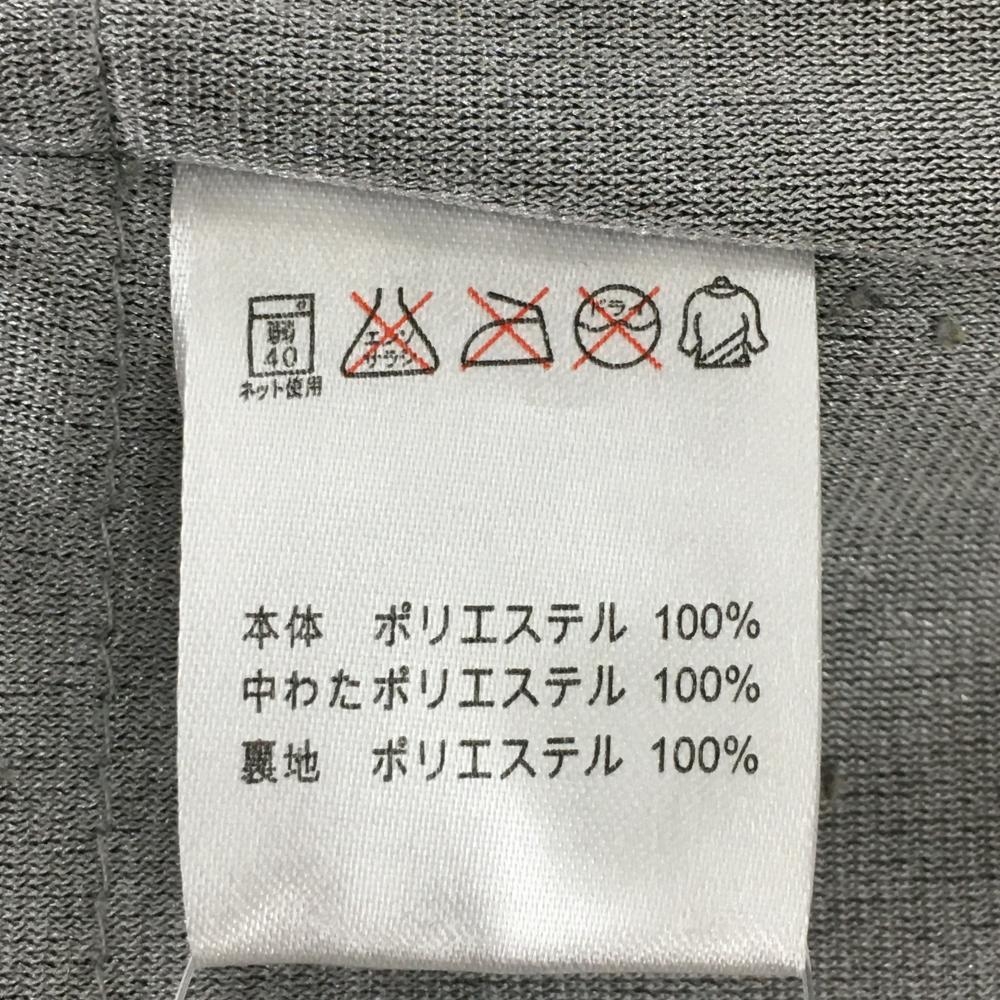 弱
40
ネット使用
エンソ
サラシ
ドライ
本体　ポリエステル 100%
中わたポリエステル 100%
裏地　ポリエステル 100%